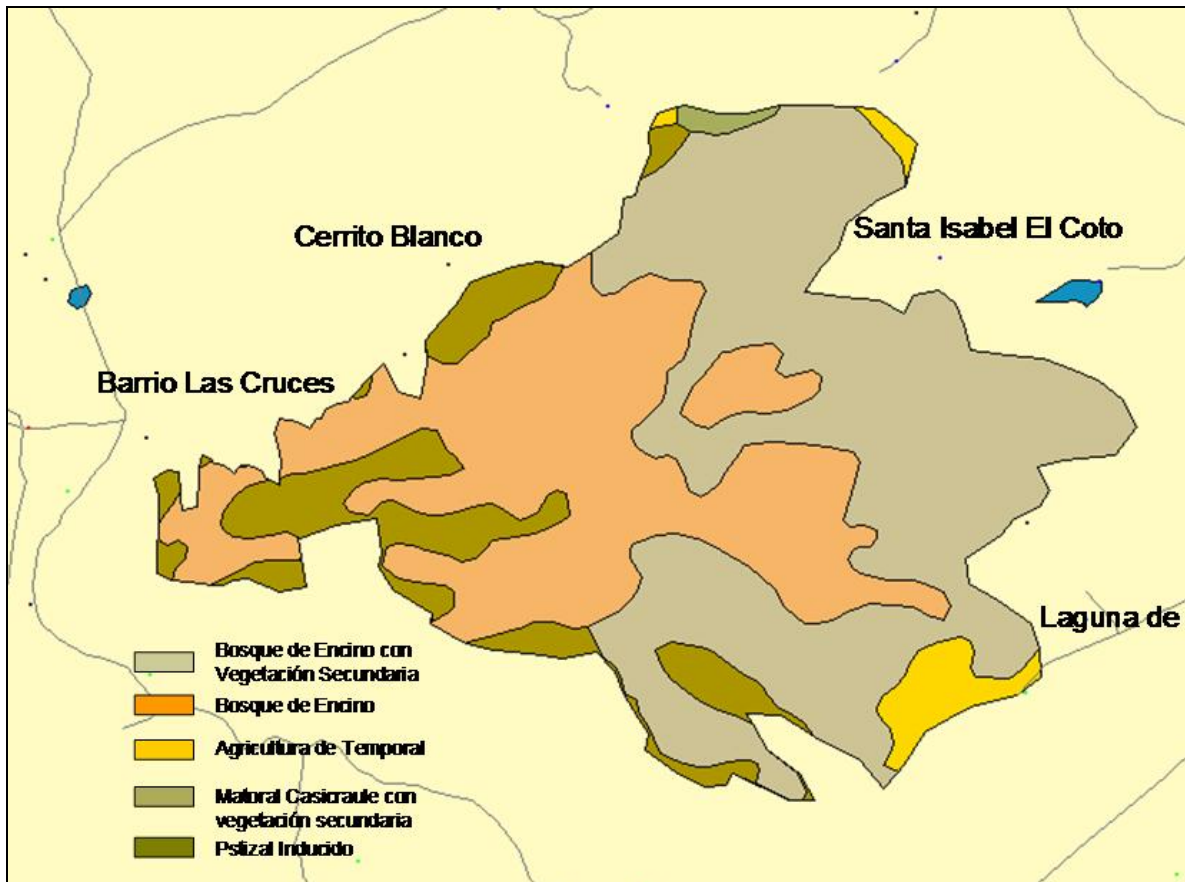 Santa Isabel El Coto
Cerrito Blanco
Barrio Las Cruces
Laguna de
Bosque de Encino con
Vegetación Secundaria
Bosque de Encino
Agricultura de Temporal
Matoral Casicraule con
vegetación secundaria
Pstizal Inducido